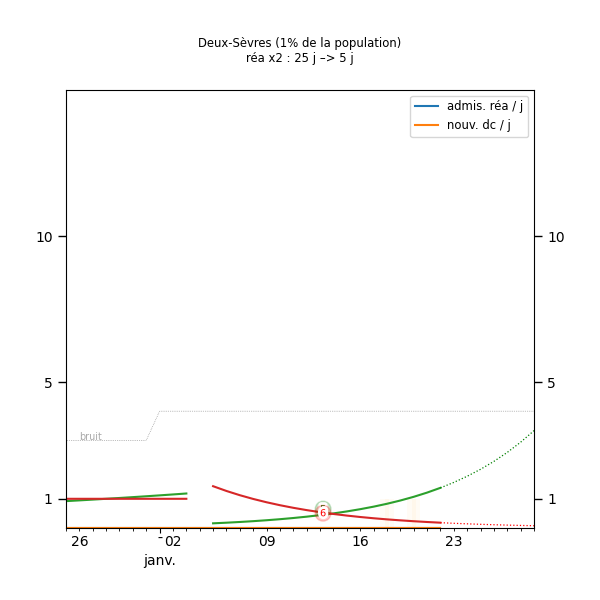 Deux-Sèvres (1% de la population)
réa x2 : 25 j –> 5 j
admis. réa / j
nouv. dc / j
10
10
5
5
bruit
1
1
6
26
02
09
16
23
janv.